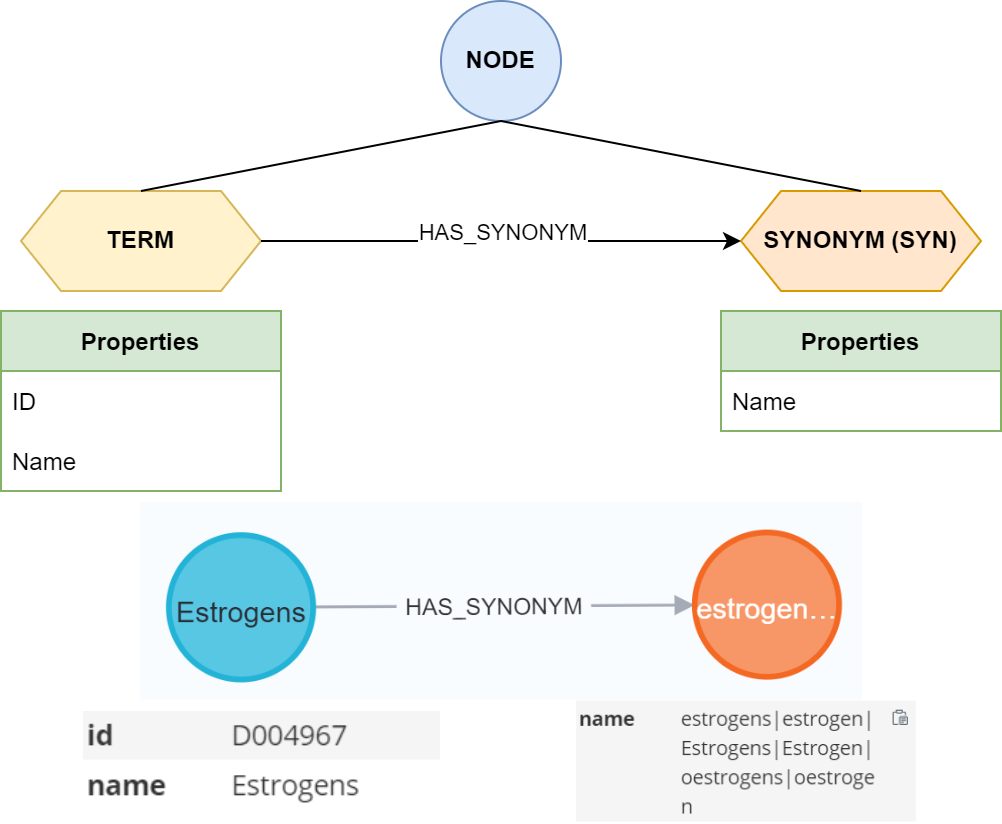 NODE
TERM
HAS_SYNONYM
SYNONYM (SYN)
Properties
ID
Name
Properties
Name
Estrogens
HAS_SYNONYM
estrogen…
id D004967
name Estrogens
name estrogens|estrogen|
Estrogens|Estrogen|
oestrogens|oestroge
n